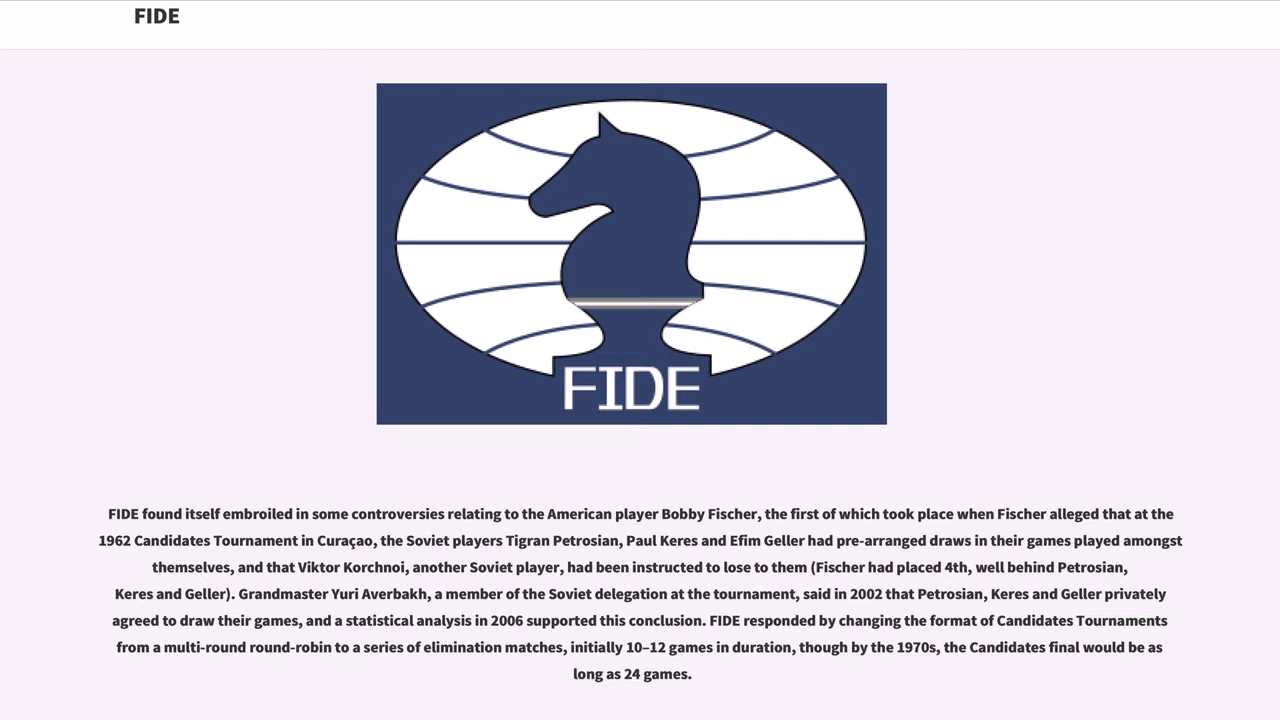 FIDE
FIDE
FIDE found itself embroiled in some controversies relating to the American player Bobby Fischer, the first of which took place when Fischer alleged that at the
1962 Candidates Tournament in Curaçao, the Soviet players Tigran Petrosian, Paul Keres and Efim Geller had pre-arranged draws in their games played amongst
themselves, and that Viktor Korchnoi, another Soviet player, had been instructed to lose to them (Fischer had placed 4th, well behind Petrosian,
Keres and Geller). Grandmaster Yuri Averbakh, a member of the Soviet delegation at the tournament, said in 2002 that Petrosian, Keres and Geller privately
agreed to draw their games, and a statistical analysis in 2006 supported this conclusion. FIDE responded by changing the format of Candidates Tournaments
from a multi-round round-robin to a series of elimination matches, initially 10–12 games in duration, though by the 1970s, the Candidates final would be as
long as 24 games.